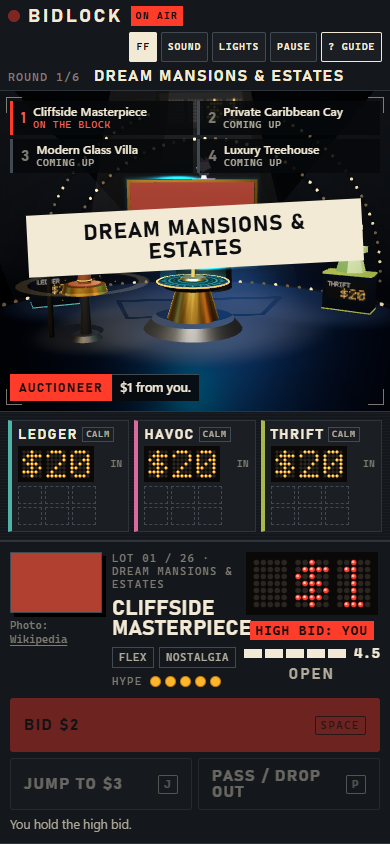 BIDLOCK ON AIR
FF SOUND LIGHTS PAUSE ? GUIDE
ROUND 1/6 DREAM MANSIONS & ESTATES
1 Cliffside Masterpiece
ON THE BLOCK
2 Private Caribbean Cay
COMING UP
3 Modern Glass Villa
COMING UP
4 Luxury Treehouse
COMING UP
DREAM MANSIONS &
ESTATES
THRIFT
$20
AUCTIONEER $1 from you.
LEDGER CALM
$20 IN
HAVOC CALM
$20 IN
THRIFT CALM
$20 IN
Photo:
Wikipedia
LOT 01 / 26 ·
DREAM MANSIONS &
ESTATES
CLIFFSIDE
MASTERPIECE
FLEX NOSTALGIA
HYPE
$1
HIGH BID: YOU
4.5
OPEN
BID $2 SPACE
JUMP TO $3 J
PASS / DROP
OUT P
You hold the high bid.